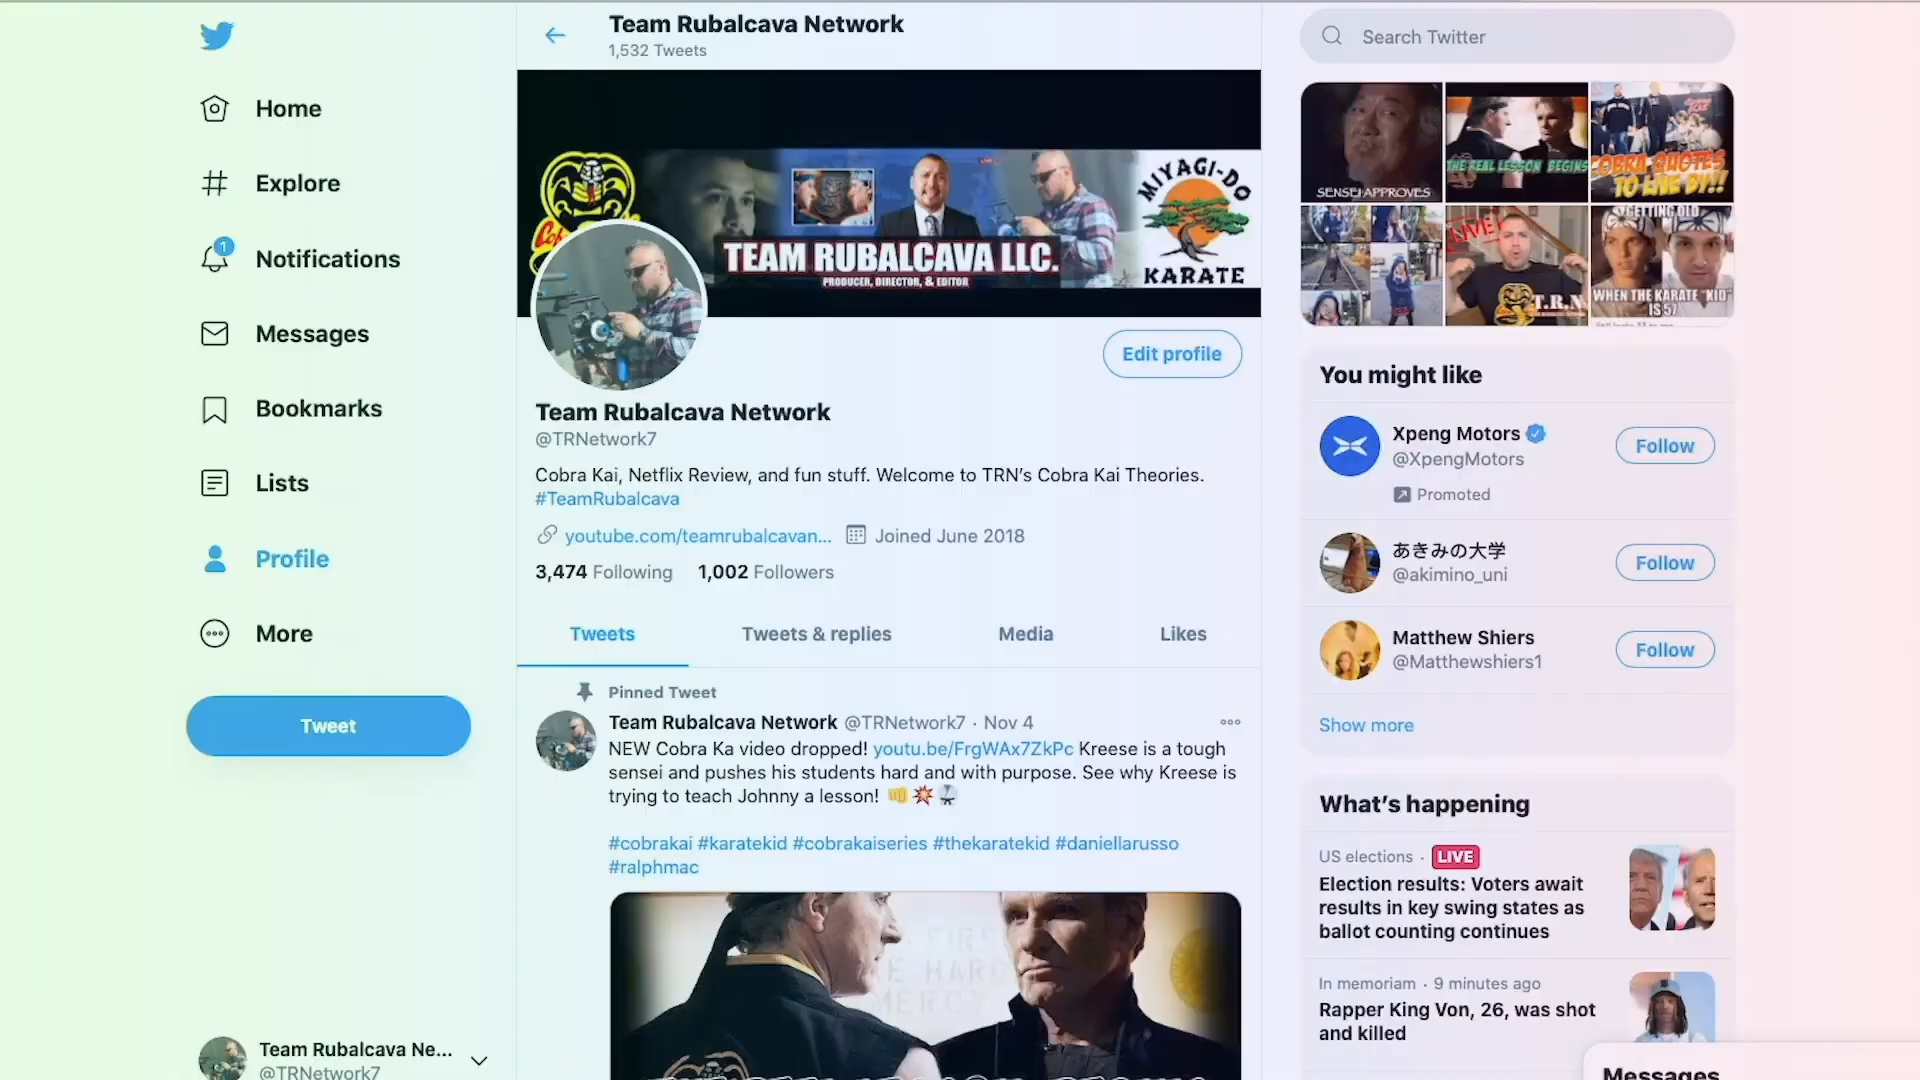 Team Rubalcava Network
1,532 Tweets
Search Twitter
Home
Explore
1
Notifications
Messages
Bookmarks
Lists
Profile
More
Tweet
Team Rubalcava Ne...
@TRNetwork7
TEAM RUBALCAVA LLC.
PRODUCER, DIRECTOR, & EDITOR
MIYAGI-DO
KARATE
Edit profile
Team Rubalcava Network
@TRNetwork7
Cobra Kai, Netflix Review, and fun stuff. Welcome to TRN’s Cobra Kai Theories.
#TeamRubalcava
youtube.com/teamrubalcavan... Joined June 2018
3,474 Following 1,002 Followers
Tweets Tweets & replies Media Likes
Pinned Tweet
Team Rubalcava Network @TRNetwork7 · Nov 4
NEW Cobra Ka video dropped! youtu.be/FrgWAx7ZkPc Kreese is a tough
sensei and pushes his students hard and with purpose. See why Kreese is
trying to teach Johnny a lesson! 👊💥🥋
#cobrakai #karatekid #cobrakaiseries #thekaratekid #daniellarusso
#ralphmac
SENSEI APPROVES
THE REAL LESSON BEGINS
COBRA QUOTES
TO LIVE BY!!
LIVE
T.R.N
GETTING OLD
WHEN THE KARATE "KID"
IS 57
You might like
Xpeng Motors
@XpengMotors
Follow
Promoted
あきみの大学
@akimino_uni
Follow
Matthew Shiers
@Matthewshiers1
Follow
Show more
What’s happening
US elections · LIVE
Election results: Voters await
results in key swing states as
ballot counting continues
In memoriam · 9 minutes ago
Rapper King Von, 26, was shot
and killed
Messages